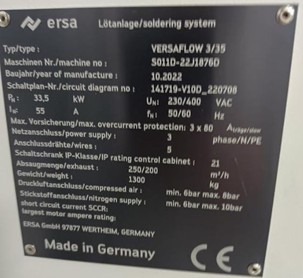 ersa Lötanlage/soldering system
Typ/type : VERSAFLOW 3/35
Maschinen Nr./machine no : S011D-22J1876D
Baujahr/year of manufacture : 10.2022
Schaltplan-Nr./circuit diagram no : 141719-V10D_220708
33,5 kW UN: 230/400 VAC
55 A fN: 50/60 Hz
Max. Vorsicherung/max. overcurrent protection: 3 x 80 A
Netzanschluss/power supply : 3 phase/N/PE
Anschlussdrähte/wires : 5
Schaltschrank IP-Klasse/IP rating control cabinet : 21
Absaugmenge/exhaust : 250/200 m³/h
Gewicht/weight : 1300 kg
Druckluftanschluss/compressed air : min. 6bar max. 8bar
Stickstoffanschluss/nitrogen supply : min. 6bar max. 10bar
short circuit current SCCR:
largest motor ampere rating:
ERSA GmbH 97877 WERTHEIM, GERMANY
Made in Germany CE